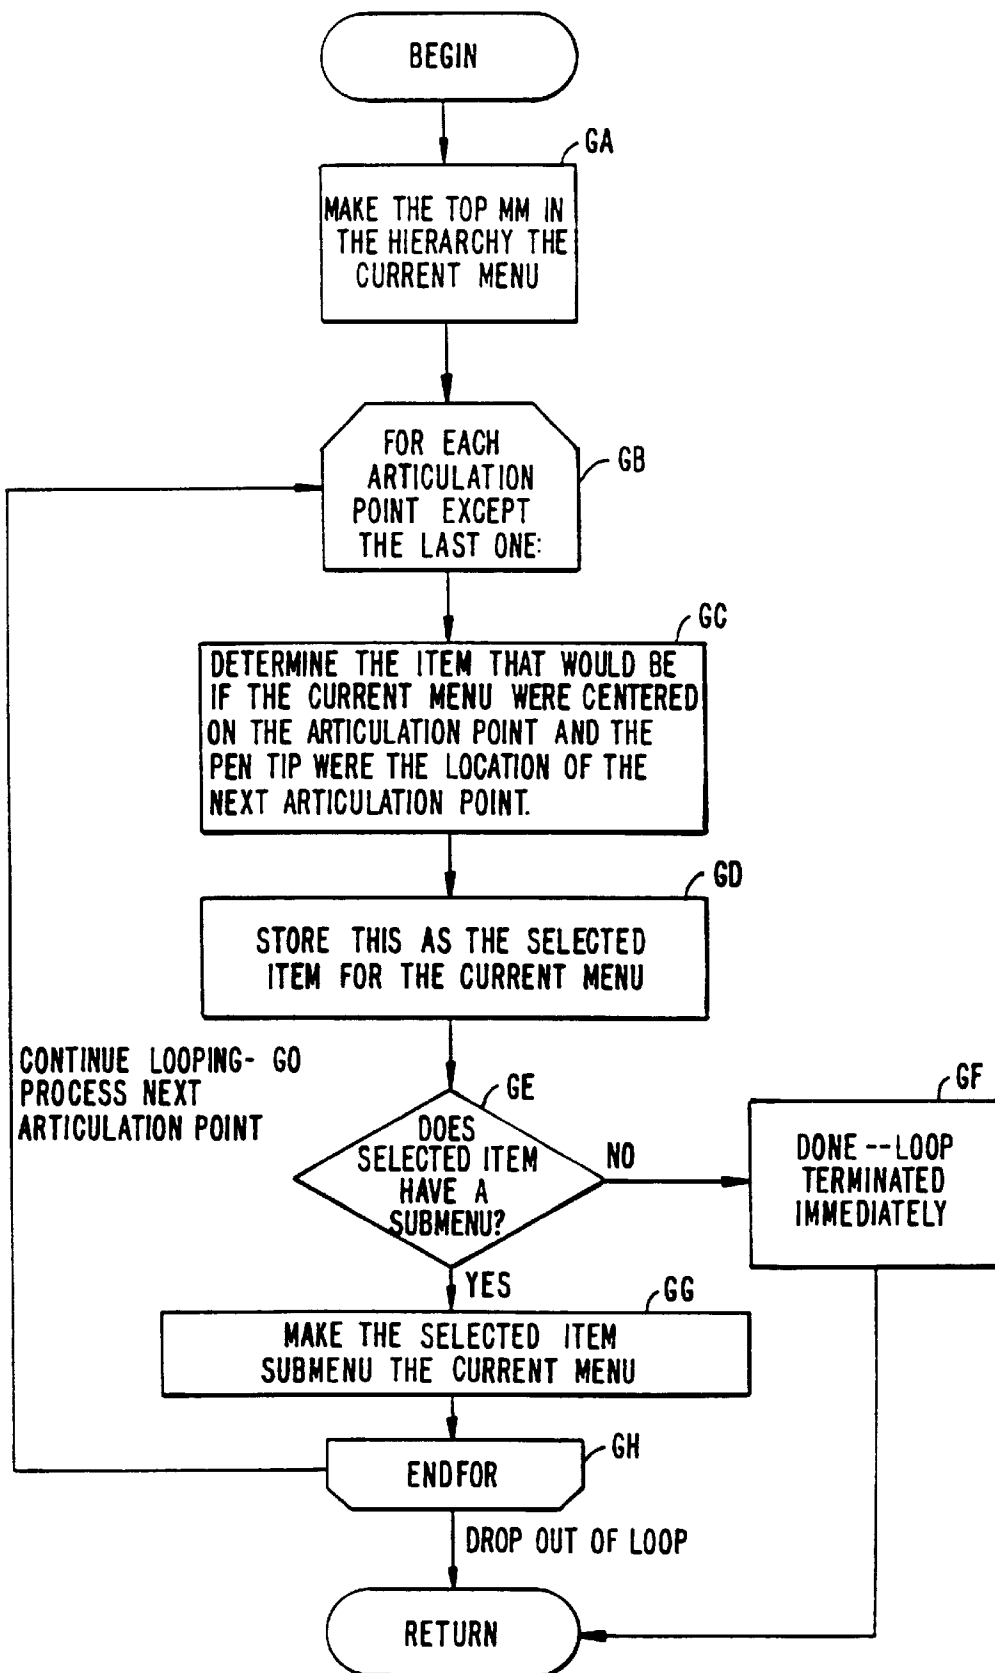 BEGIN
GA
MAKE THE TOP MM IN
THE HIERARCHY THE
CURRENT MENU
FOR EACH
ARTICULATION
POINT EXCEPT
THE LAST ONE:
GB
GC
DETERMINE THE ITEM THAT WOULD BE
IF THE CURRENT MENU WERE CENTERED
ON THE ARTICULATION POINT AND THE
PEN TIP WERE THE LOCATION OF THE
NEXT ARTICULATION POINT.
GD
STORE THIS AS THE SELECTED
ITEM FOR THE CURRENT MENU
CONTINUE LOOPING- GO
PROCESS NEXT
ARTICULATION POINT
GE
DOES
SELECTED ITEM
HAVE A
SUBMENU?
NO
GF
DONE --LOOP
TERMINATED
IMMEDIATELY
YES
GG
MAKE THE SELECTED ITEM
SUBMENU THE CURRENT MENU
GH
ENDFOR
DROP OUT OF LOOP
RETURN